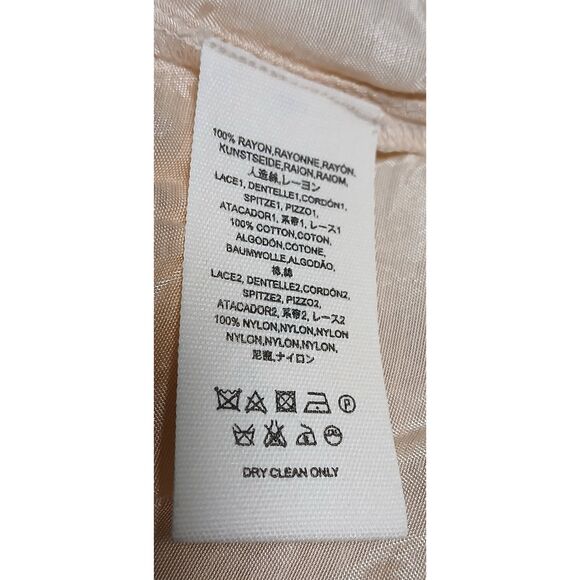 100% RAYON,RAYONNE,RAYÓN,
KUNSTSEIDE,RAION,RAIOM,
人造絲,レーヨン
LACE1, DENTELLE1,CORDÓN1,
SPITZE1, PIZZO1,
ATACADOR1, 系帶1, レース1
100% COTTON,COTON,
ALGODÓN,COTONE,
BAUMWOLLE,ALGODÃO,
棉,綿
LACE2, DENTELLE2,CORDÓN2,
SPITZE2, PIZZO2,
ATACADOR2, 系帶2, レース2
100% NYLON,NYLON,NYLON
NYLON,NYLON,NYLON,
尼龍,ナイロン
P
DRY CLEAN ONLY